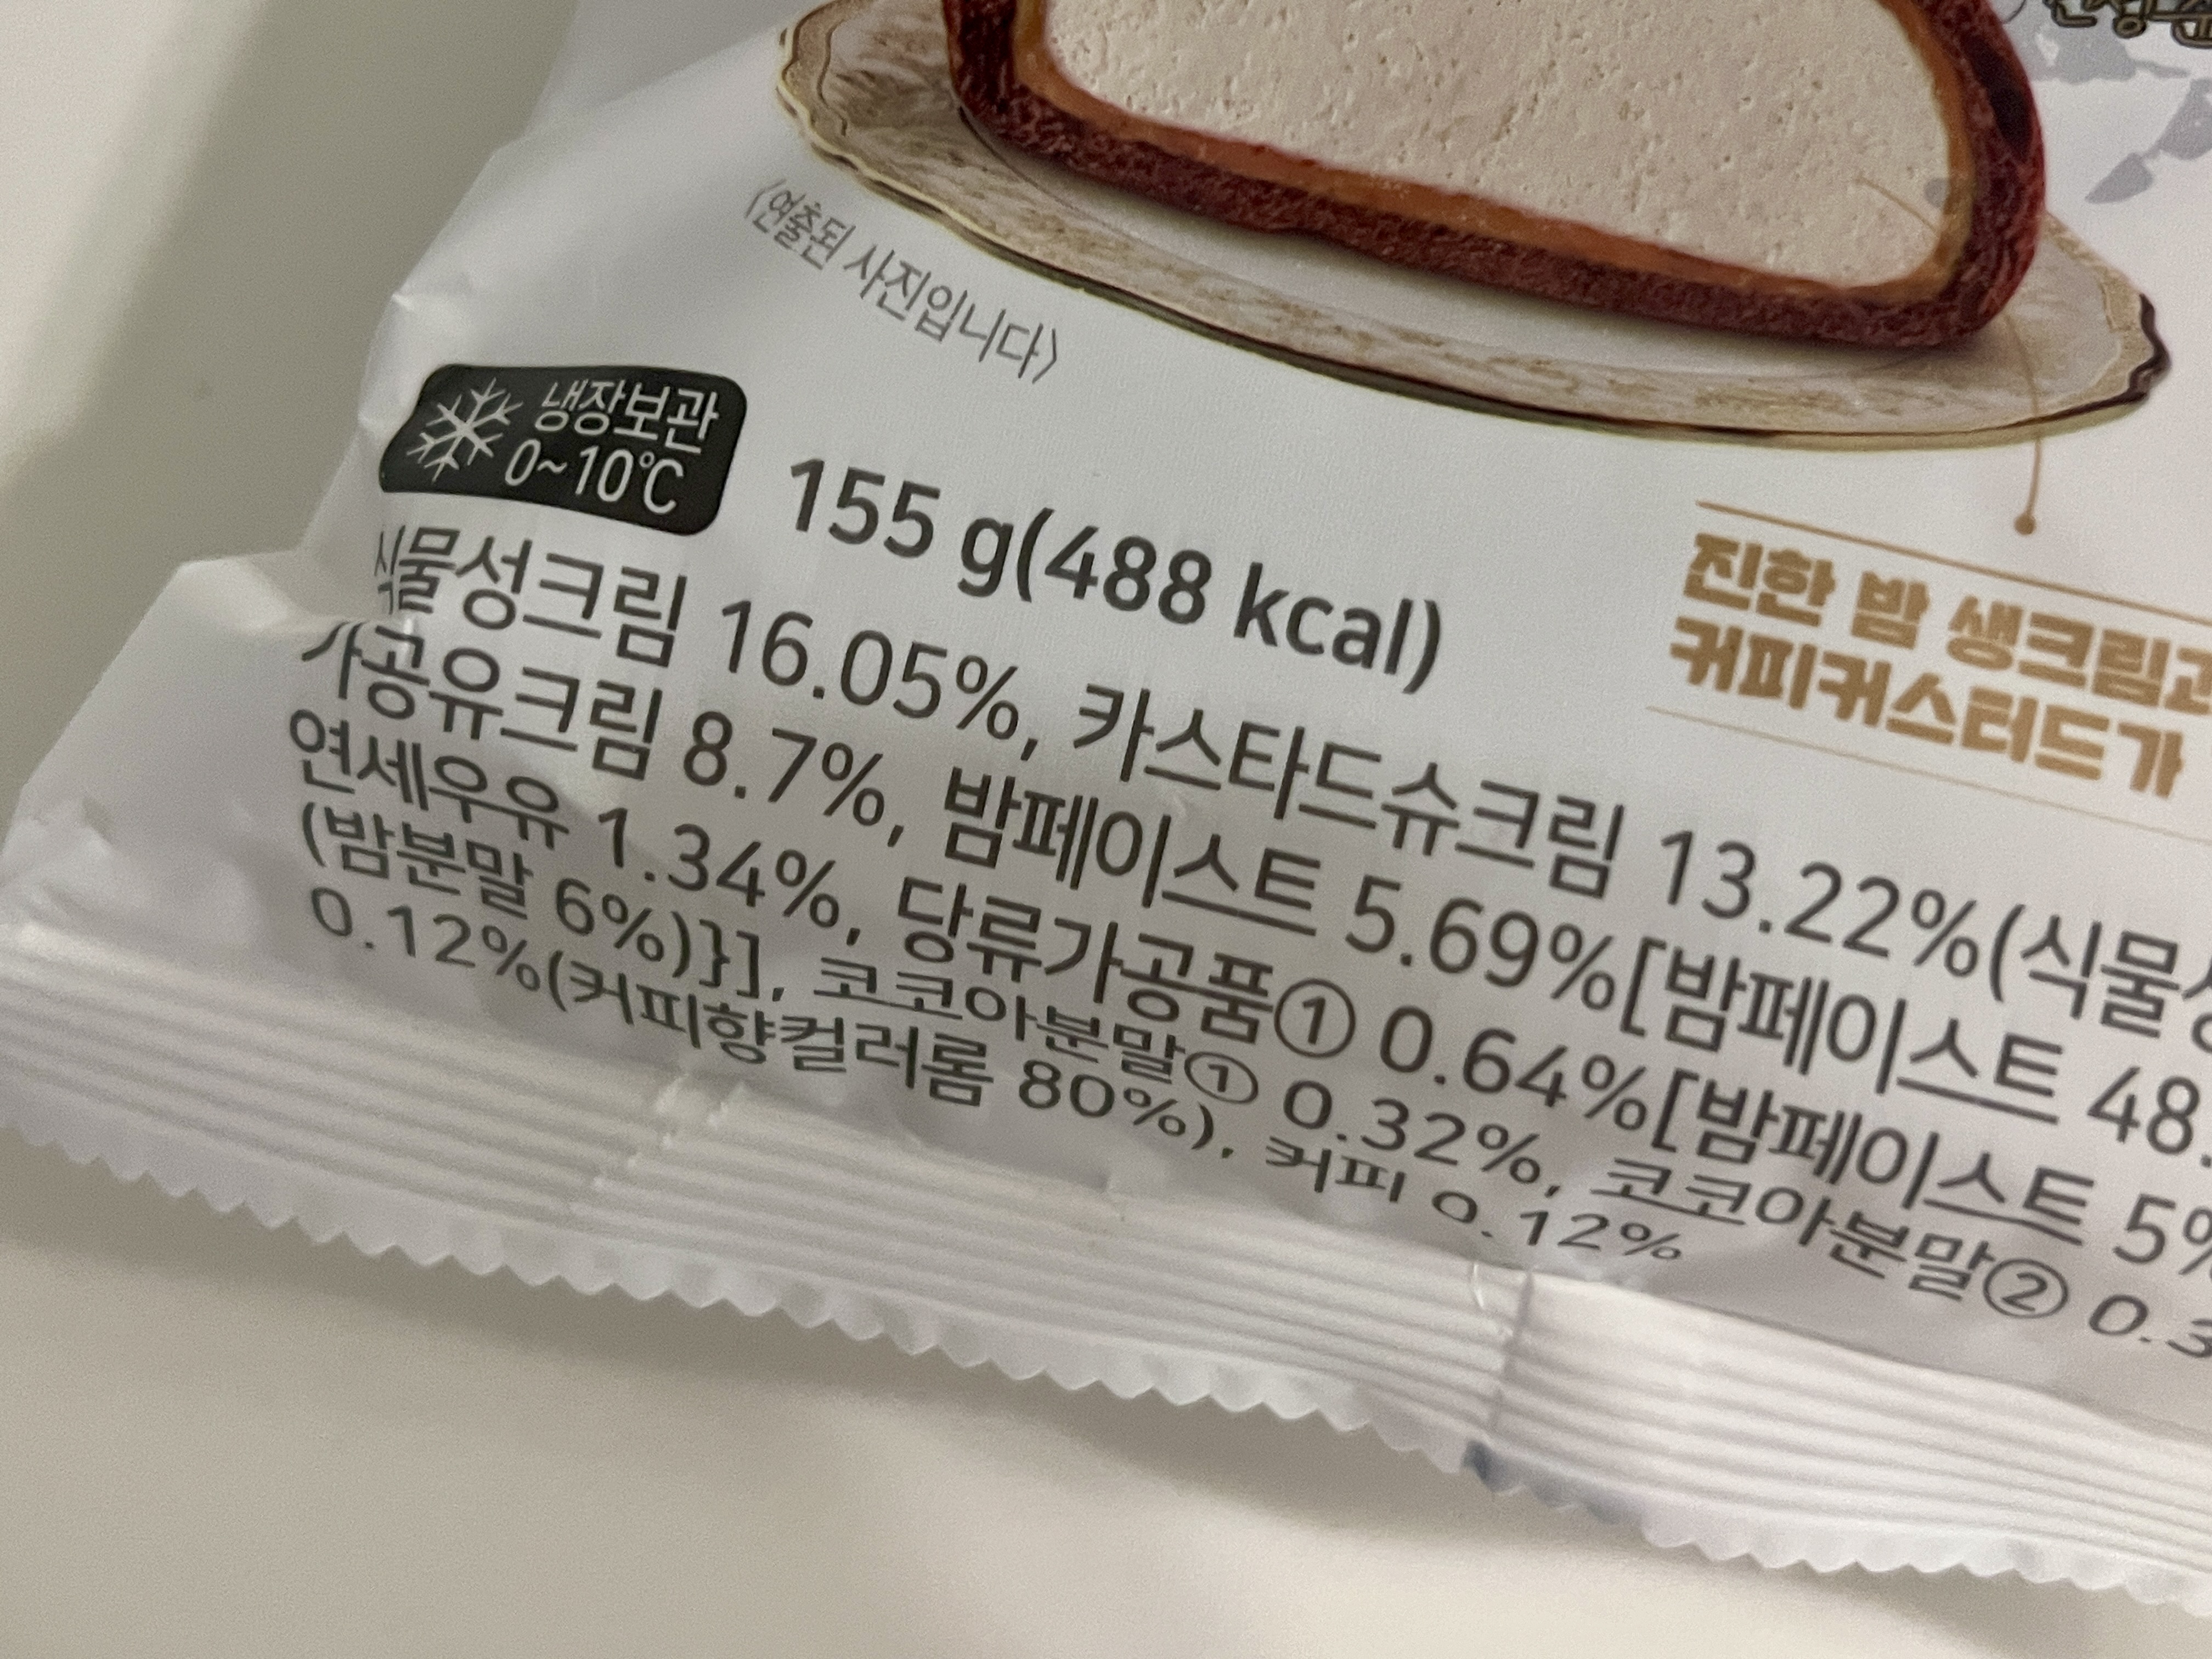 〈연출된 사진입니다〉
냉장보관
0~10℃
155 g(488 kcal)
진한 밤 생크림과
커피커스터드가
식물성크림 16.05%, 카스타드슈크림 13.22%(식물성
가공유크림 8.7%, 밤페이스트 5.69%[밤페이스트 48.
연세우유 1.34%, 당류가공품① 0.64%[밤페이스트 5%
(밤분말 6%)}], 코코아분말① 0.32%, 코코아분말② 0.3
0.12%(커피향컬러롬 80%), 커피 0.12%